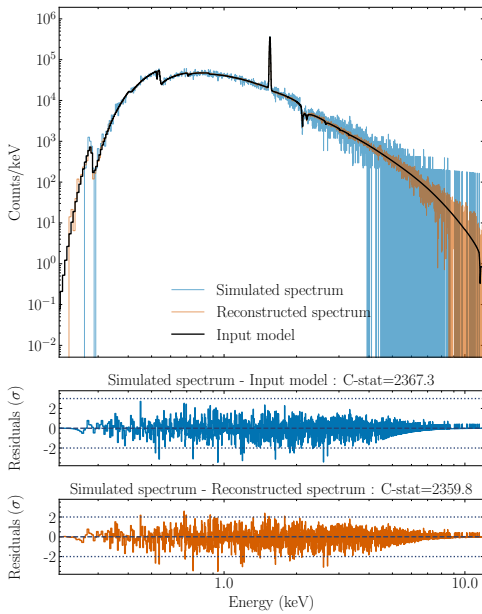 10^6
10^5
10^4
10^3
10^2
10^1
10^0
10^{-1}
10^{-2}
Counts/keV
Simulated spectrum
Reconstructed spectrum
Input model
Simulated spectrum - Input model : C-stat=2367.3
2
0
−2
Residuals (σ)
Simulated spectrum - Reconstructed spectrum : C-stat=2359.8
2
0
−2
Residuals (σ)
1.0
10.0
Energy (keV)